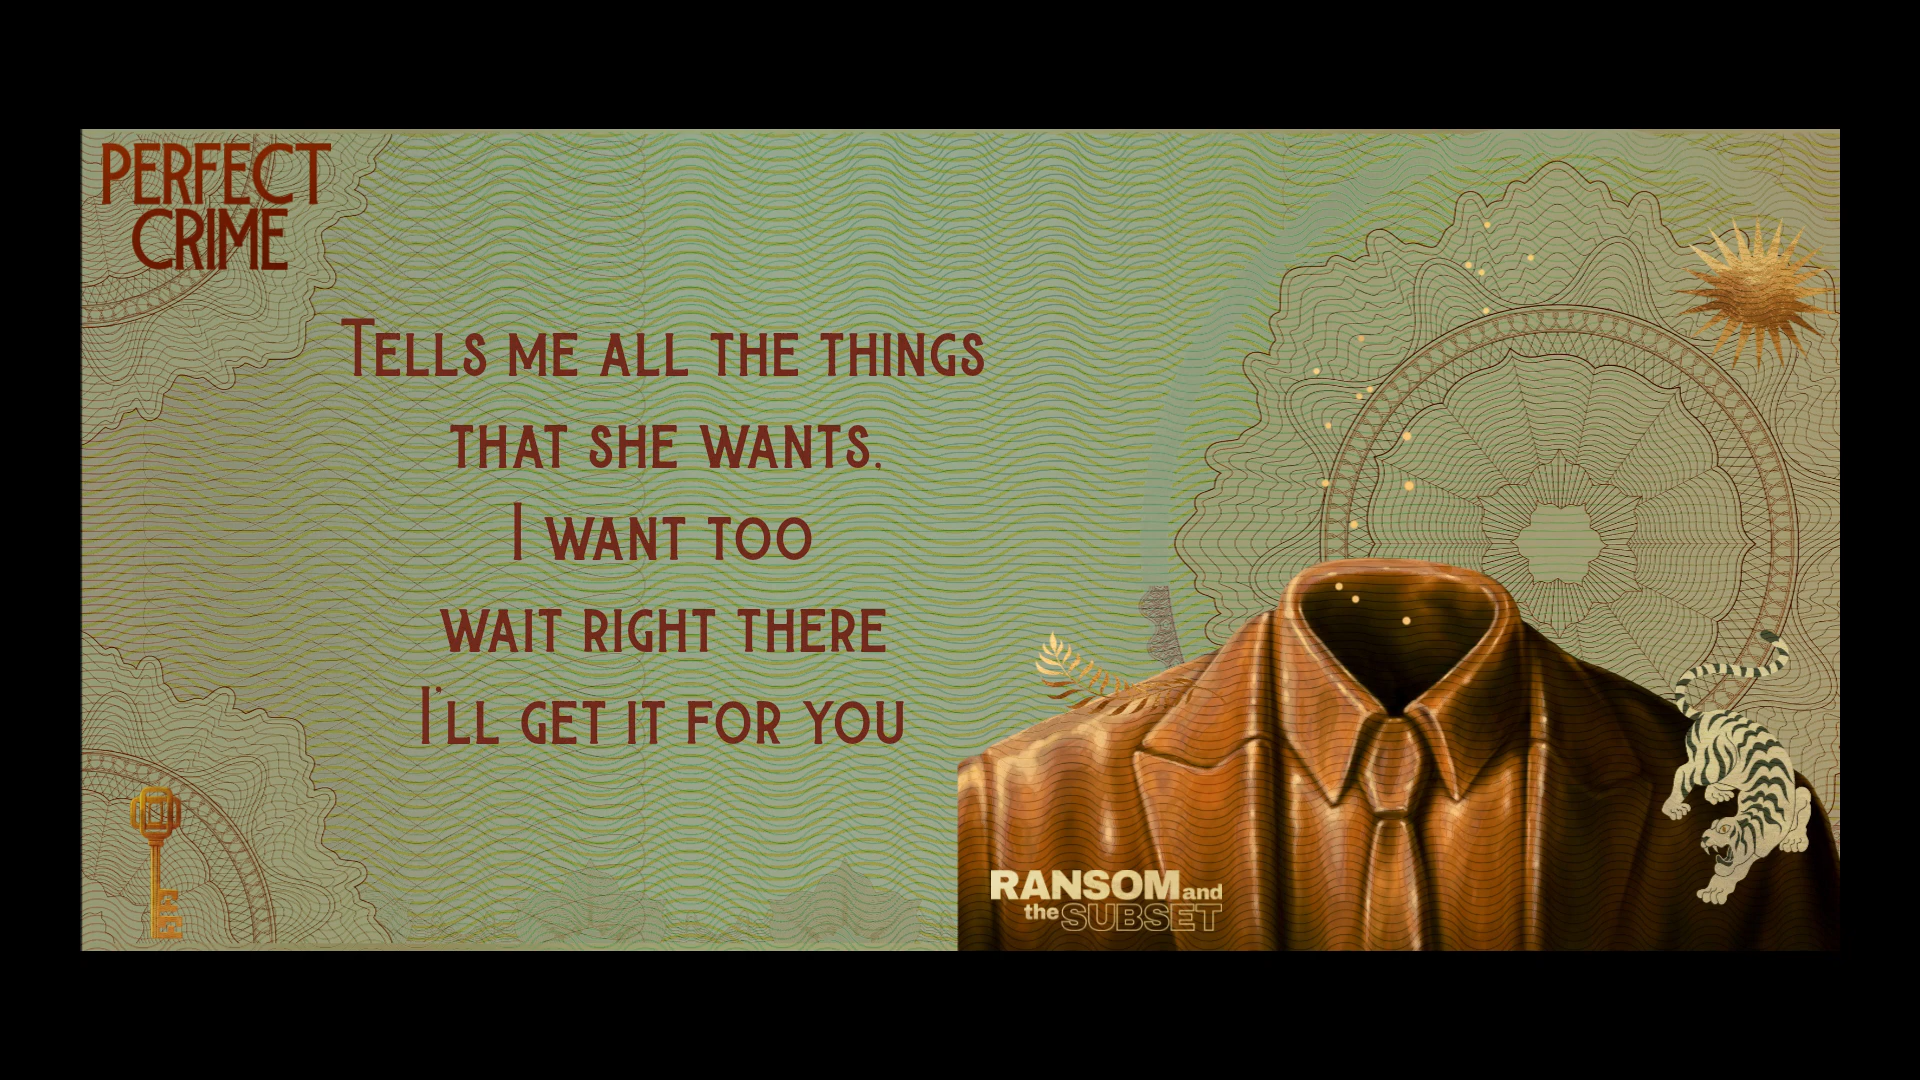 PERFECT
CRIME
TELLS ME ALL THE THINGS
THAT SHE WANTS.
I WANT TOO
WAIT RIGHT THERE
I'LL GET IT FOR YOU
RANSOM and
the SUBSET